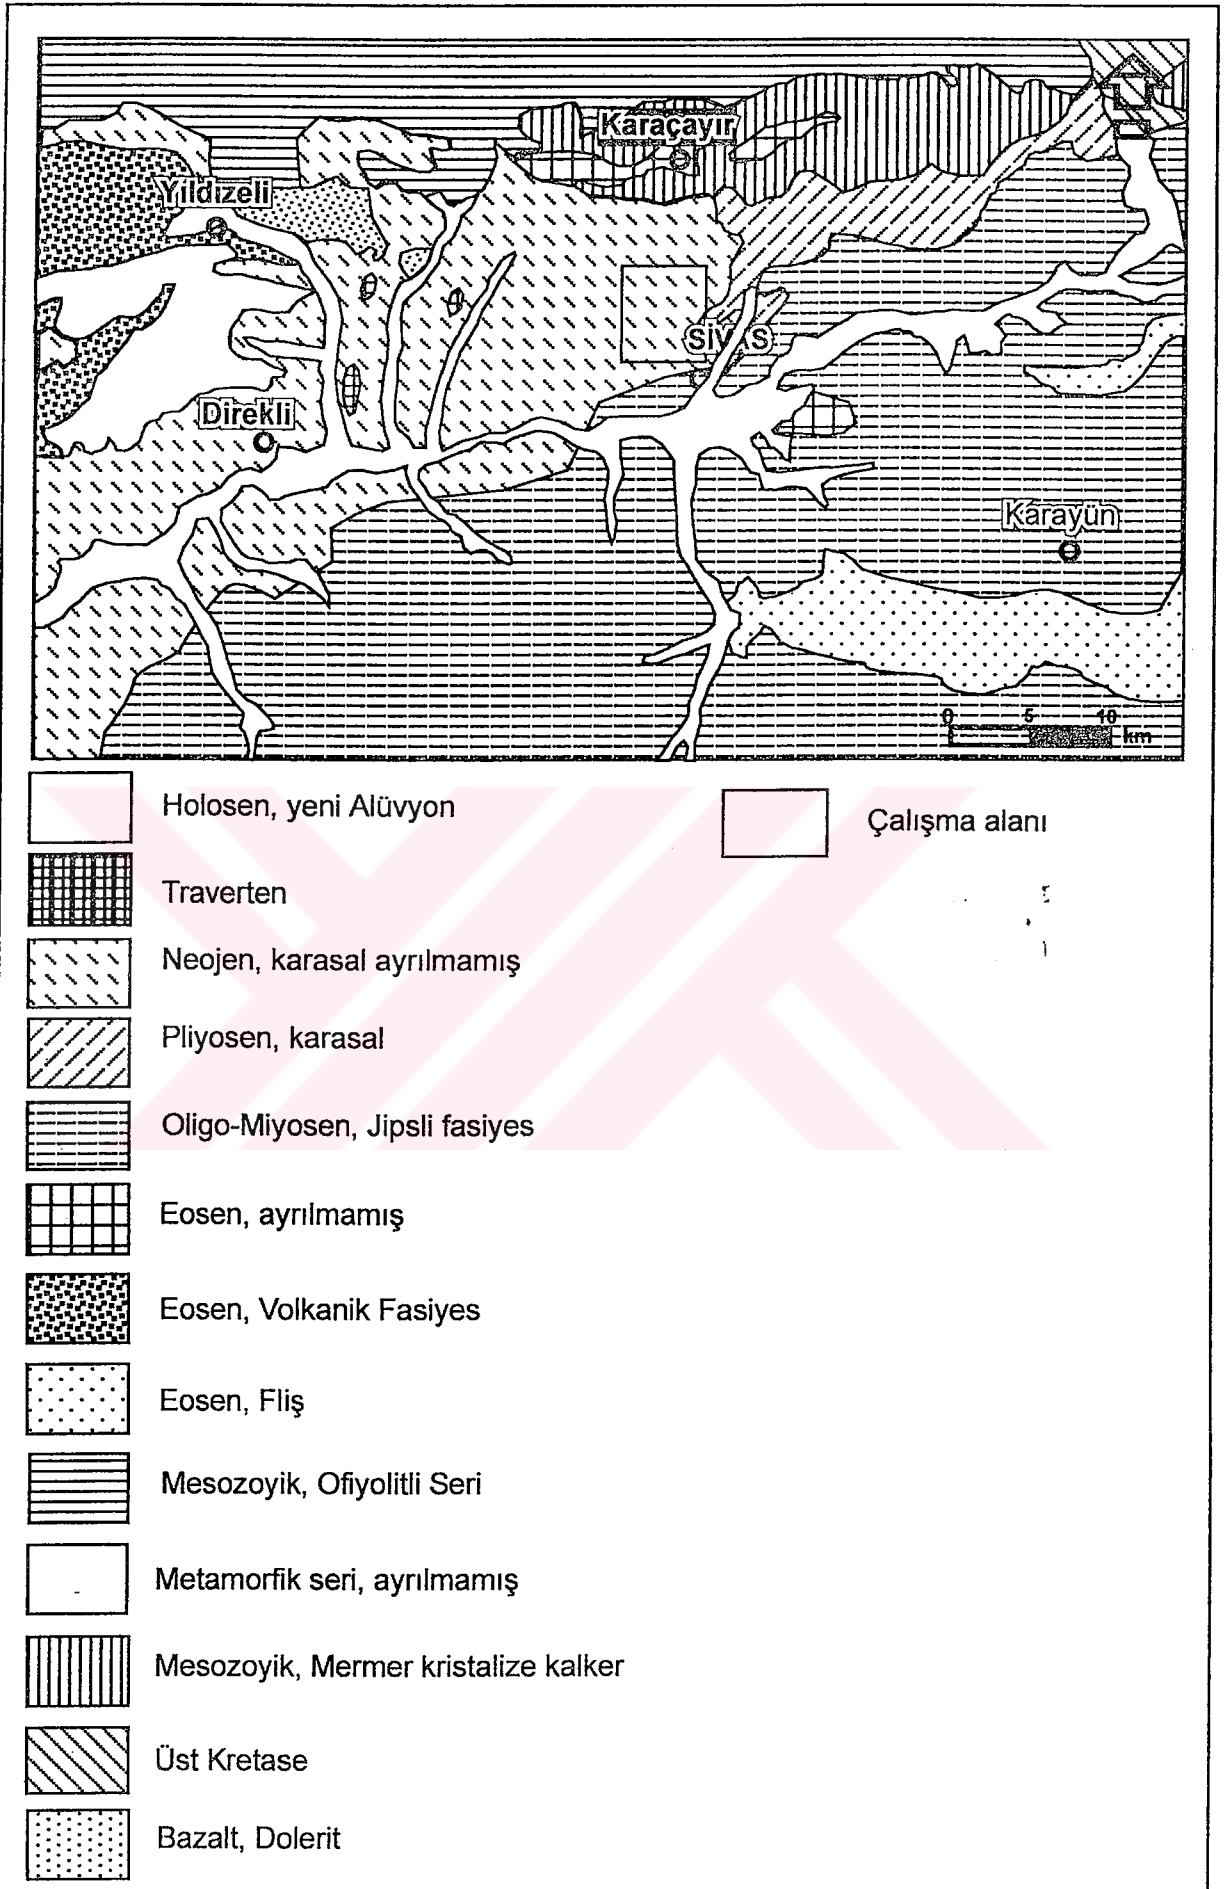 Karaçayır
Yıldızeli
SİVAS
Direkli
Karayün
0 5 10
km
Holosen, yeni Alüvyon
Çalışma alanı
Traverten
Neojen, karasal ayrılmamış
Pliyosen, karasal
Oligo-Miyosen, Jipsli fasiyes
Eosen, ayrılmamış
Eosen, Volkanik Fasiyes
Eosen, Fliş
Mesozoyik, Ofiyolitli Seri
Metamorfik seri, ayrılmamış
Mesozoyik, Mermer kristalize kalker
Üst Kretase
Bazalt, Dolerit